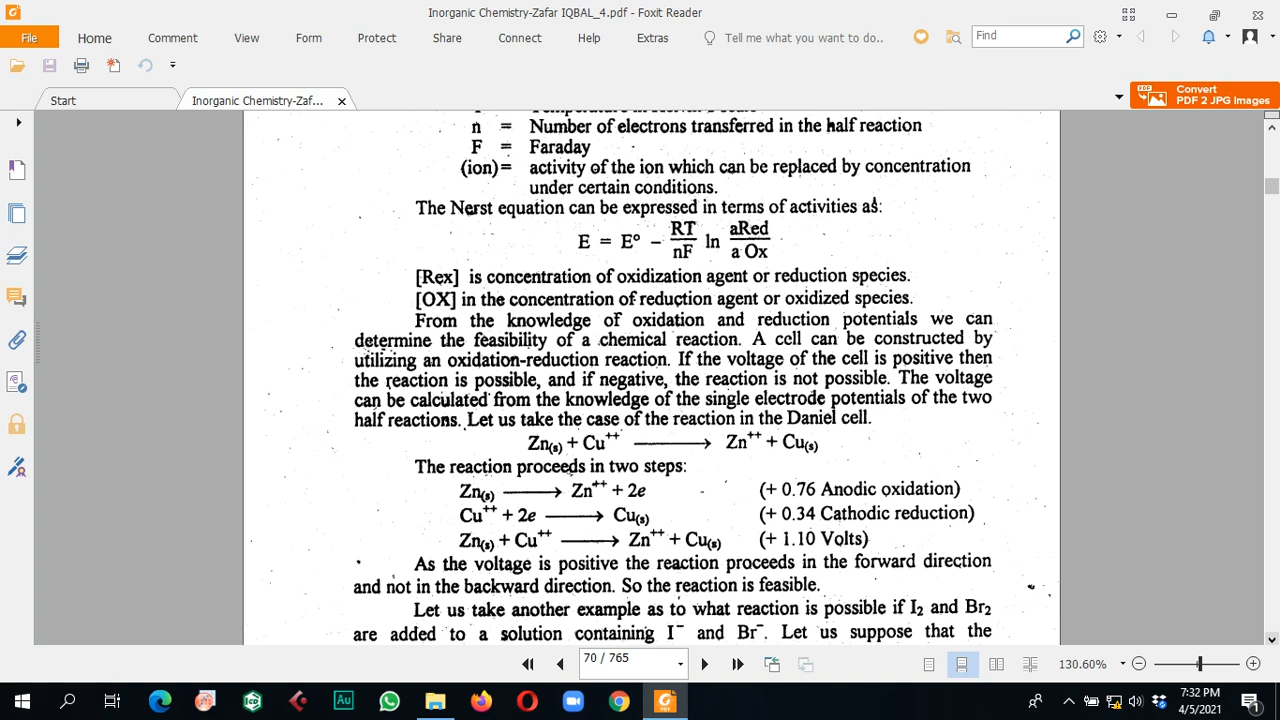 Inorganic Chemistry-Zafar IQBAL_4.pdf - Foxit Reader
File Home Comment View Form Protect Share Connect Help Extras Tell me what you want to do.. Find
Start Inorganic Chemistry-Zaf...
Convert
PDF 2 JPG Images
n = Number of electrons transferred in the half reaction
F = Faraday
(ion) = activity of the ion which can be replaced by concentration
under certain conditions.
The Nerst equation can be expressed in terms of activities as:
E = E° − RT/nF ln aRed/a Ox
[Rex] is concentration of oxidization agent or reduction species.
[OX] in the concentration of reduction agent or oxidized species.
From the knowledge of oxidation and reduction potentials we can
determine the feasibility of a chemical reaction. A cell can be constructed by
utilizing an oxidation-reduction reaction. If the voltage of the cell is positive then
the reaction is possible, and if negative, the reaction is not possible. The voltage
can be calculated from the knowledge of the single electrode potentials of the two
half reactions. Let us take the case of the reaction in the Daniel cell.
Zn(s) + Cu⁺⁺ ⟶ Zn⁺⁺ + Cu(s)
The reaction proceeds in two steps:
Zn(s) ⟶ Zn⁺⁺ + 2e (+ 0.76 Anodic oxidation)
Cu⁺⁺ + 2e ⟶ Cu(s) (+ 0.34 Cathodic reduction)
Zn(s) + Cu⁺⁺ ⟶ Zn⁺⁺ + Cu(s) (+ 1.10 Volts)
As the voltage is positive the reaction proceeds in the forward direction
and not in the backward direction. So the reaction is feasible.
Let us take another example as to what reaction is possible if I₂ and Br₂
are added to a solution containing I⁻ and Br⁻. Let us suppose that the
70 / 765 130.60%
7:32 PM
4/5/2021